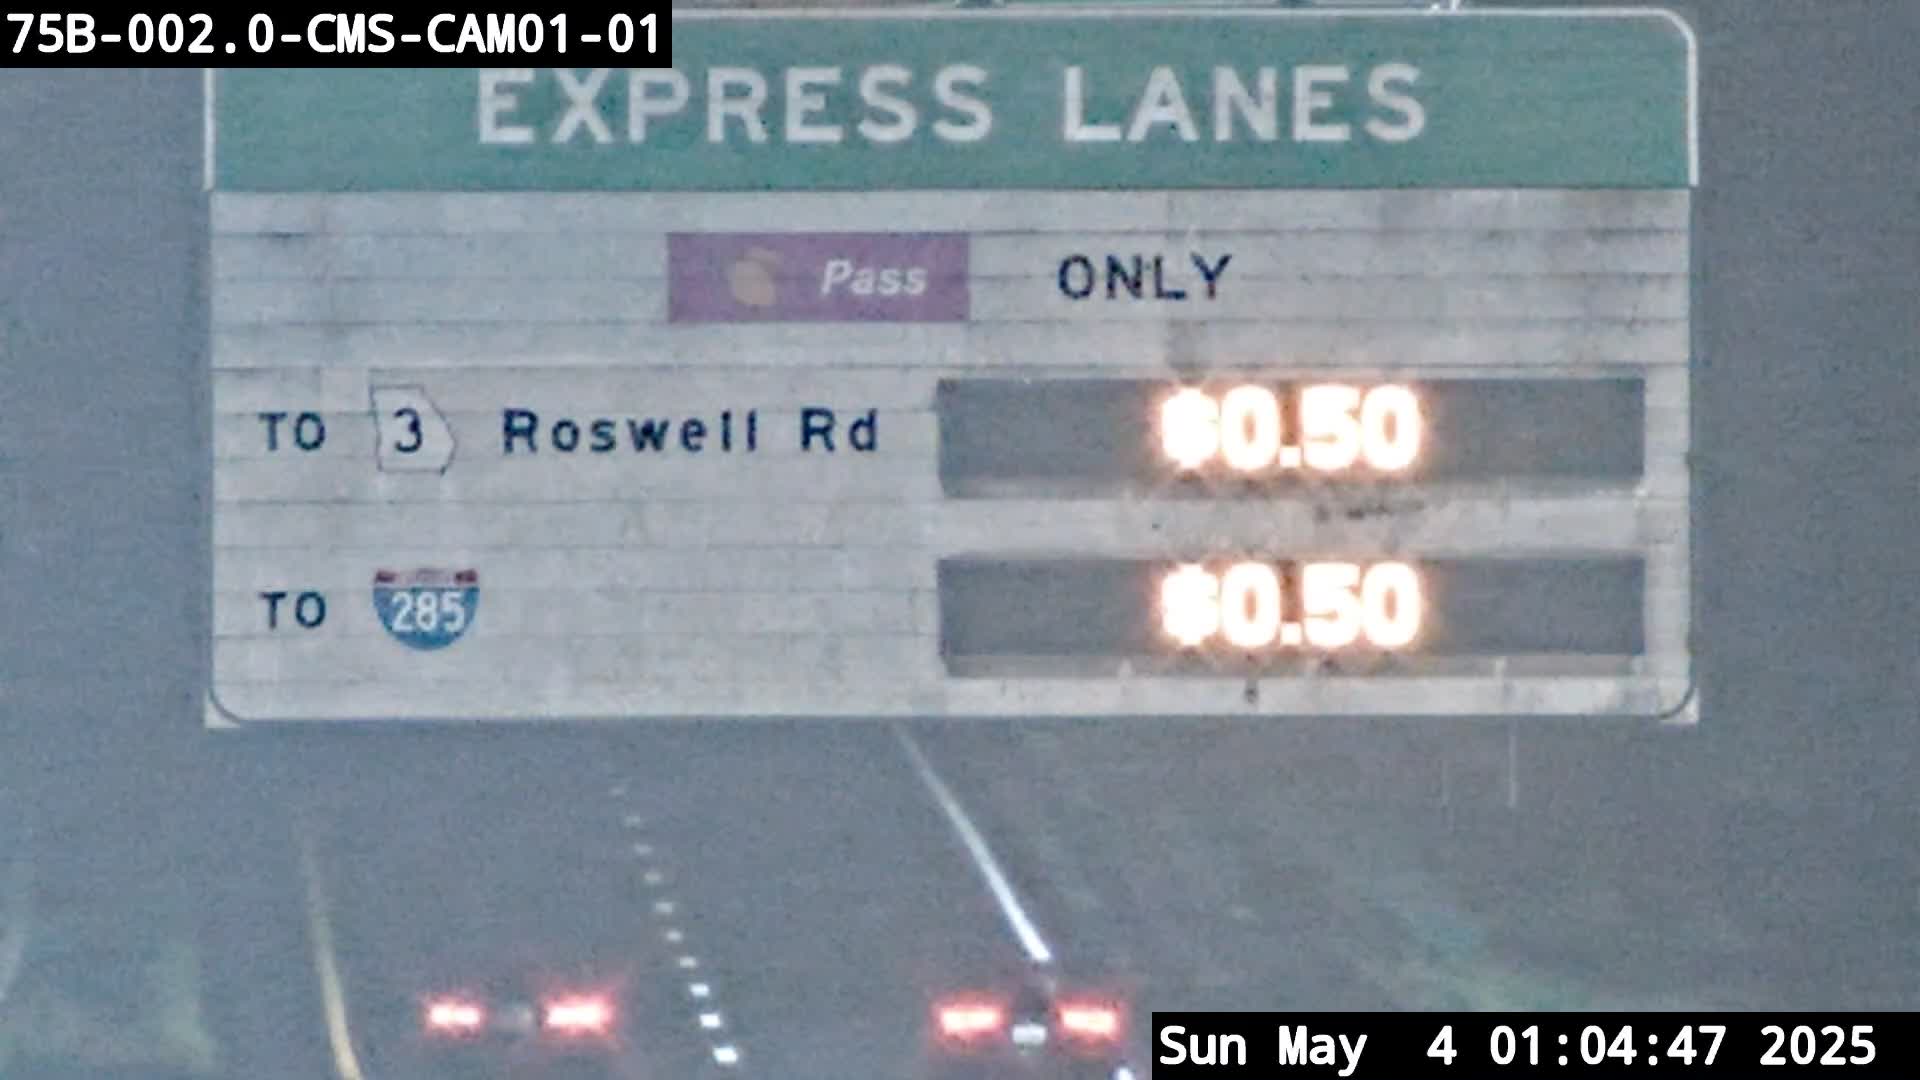 75B-002.0-CMS-CAM01-01
EXPRESS LANES
Pass ONLY
TO 3 Roswell Rd $0.50
TO 285 $0.50
Sun May 4 01:04:47 2025